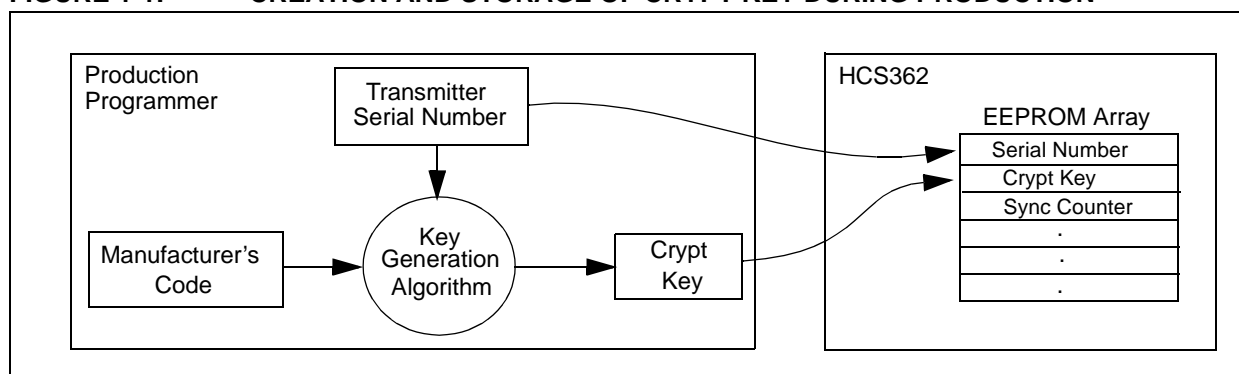 Production
Programmer
Transmitter
Serial Number
Manufacturer's
Code
Key
Generation
Algorithm
Crypt
Key
HCS362
EEPROM Array
Serial Number
Crypt Key
Sync Counter
.
.
.